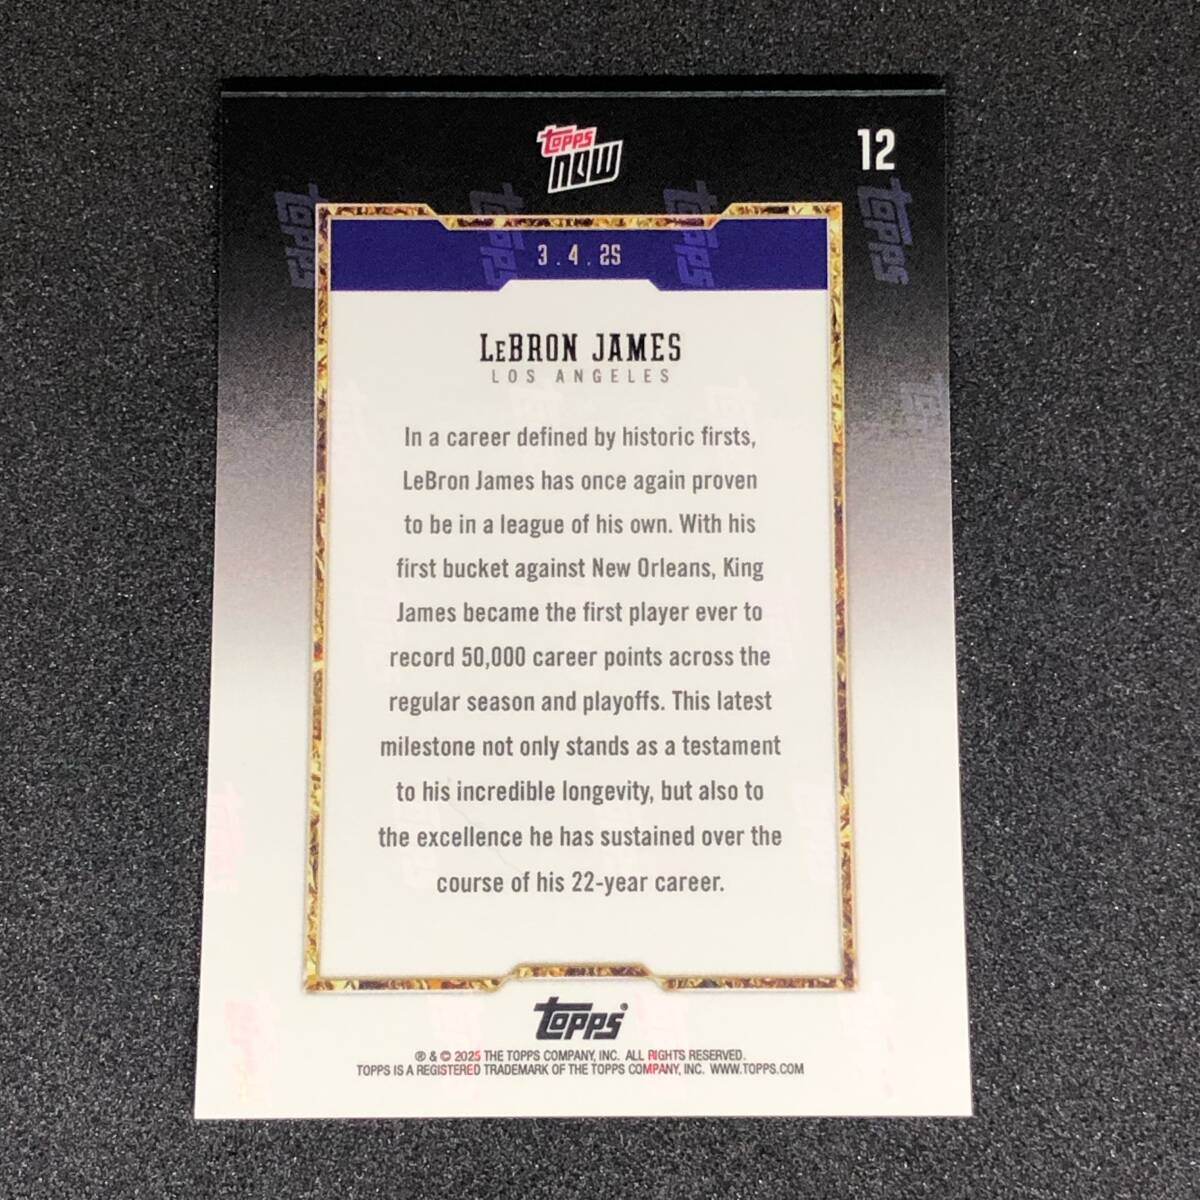 topps
now
12
3.4.25
LeBRON JAMES
LOS ANGELES
In a career defined by historic firsts,
LeBron James has once again proven
to be in a league of his own. With his
first bucket against New Orleans, King
James became the first player ever to
record 50,000 career points across the
regular season and playoffs. This latest
milestone not only stands as a testament
to his incredible longevity, but also to
the excellence he has sustained over the
course of his 22-year career.
topps®
® & © 2025 THE TOPPS COMPANY, INC. ALL RIGHTS RESERVED.
TOPPS IS A REGISTERED TRADEMARK OF THE TOPPS COMPANY, INC. WWW.TOPPS.COM